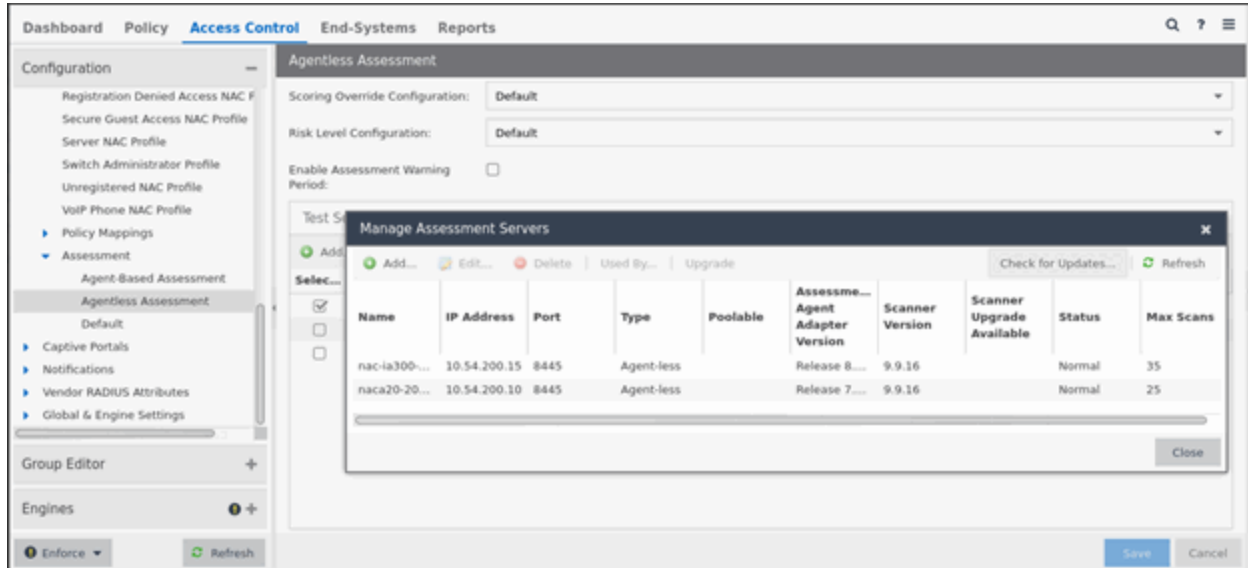 Dashboard Policy Access Control End-Systems Reports ?
Configuration
Registration Denied Access NAC P
Secure Guest Access NAC Profile
Server NAC Profile
Switch Administrator Profile
Unregistered NAC Profile
VoIP Phone NAC Profile
Policy Mappings
Assessment
Agent-Based Assessment
Agentless Assessment
Default
Captive Portals
Notifications
Vendor RADIUS Attributes
Global & Engine Settings
Group Editor
Engines
Enforce Refresh
Agentless Assessment
Scoring Override Configuration: Default
Risk Level Configuration: Default
Enable Assessment Warning
Period:
Test S
Add
Selec...
Manage Assessment Servers
Add... Edit... Delete Used By... Upgrade Check for Updates... Refresh
Name IP Address Port Type Poolable Assessme... Agent Adapter Version Scanner Version Scanner Upgrade Available Status Max Scans
nac-ia300-... 10.54.200.15 8445 Agent-less Release 8.... 9.9.16 Normal 35
naca20-20... 10.54.200.10 8445 Agent-less Release 7.... 9.9.16 Normal 25
Close
Save Cancel